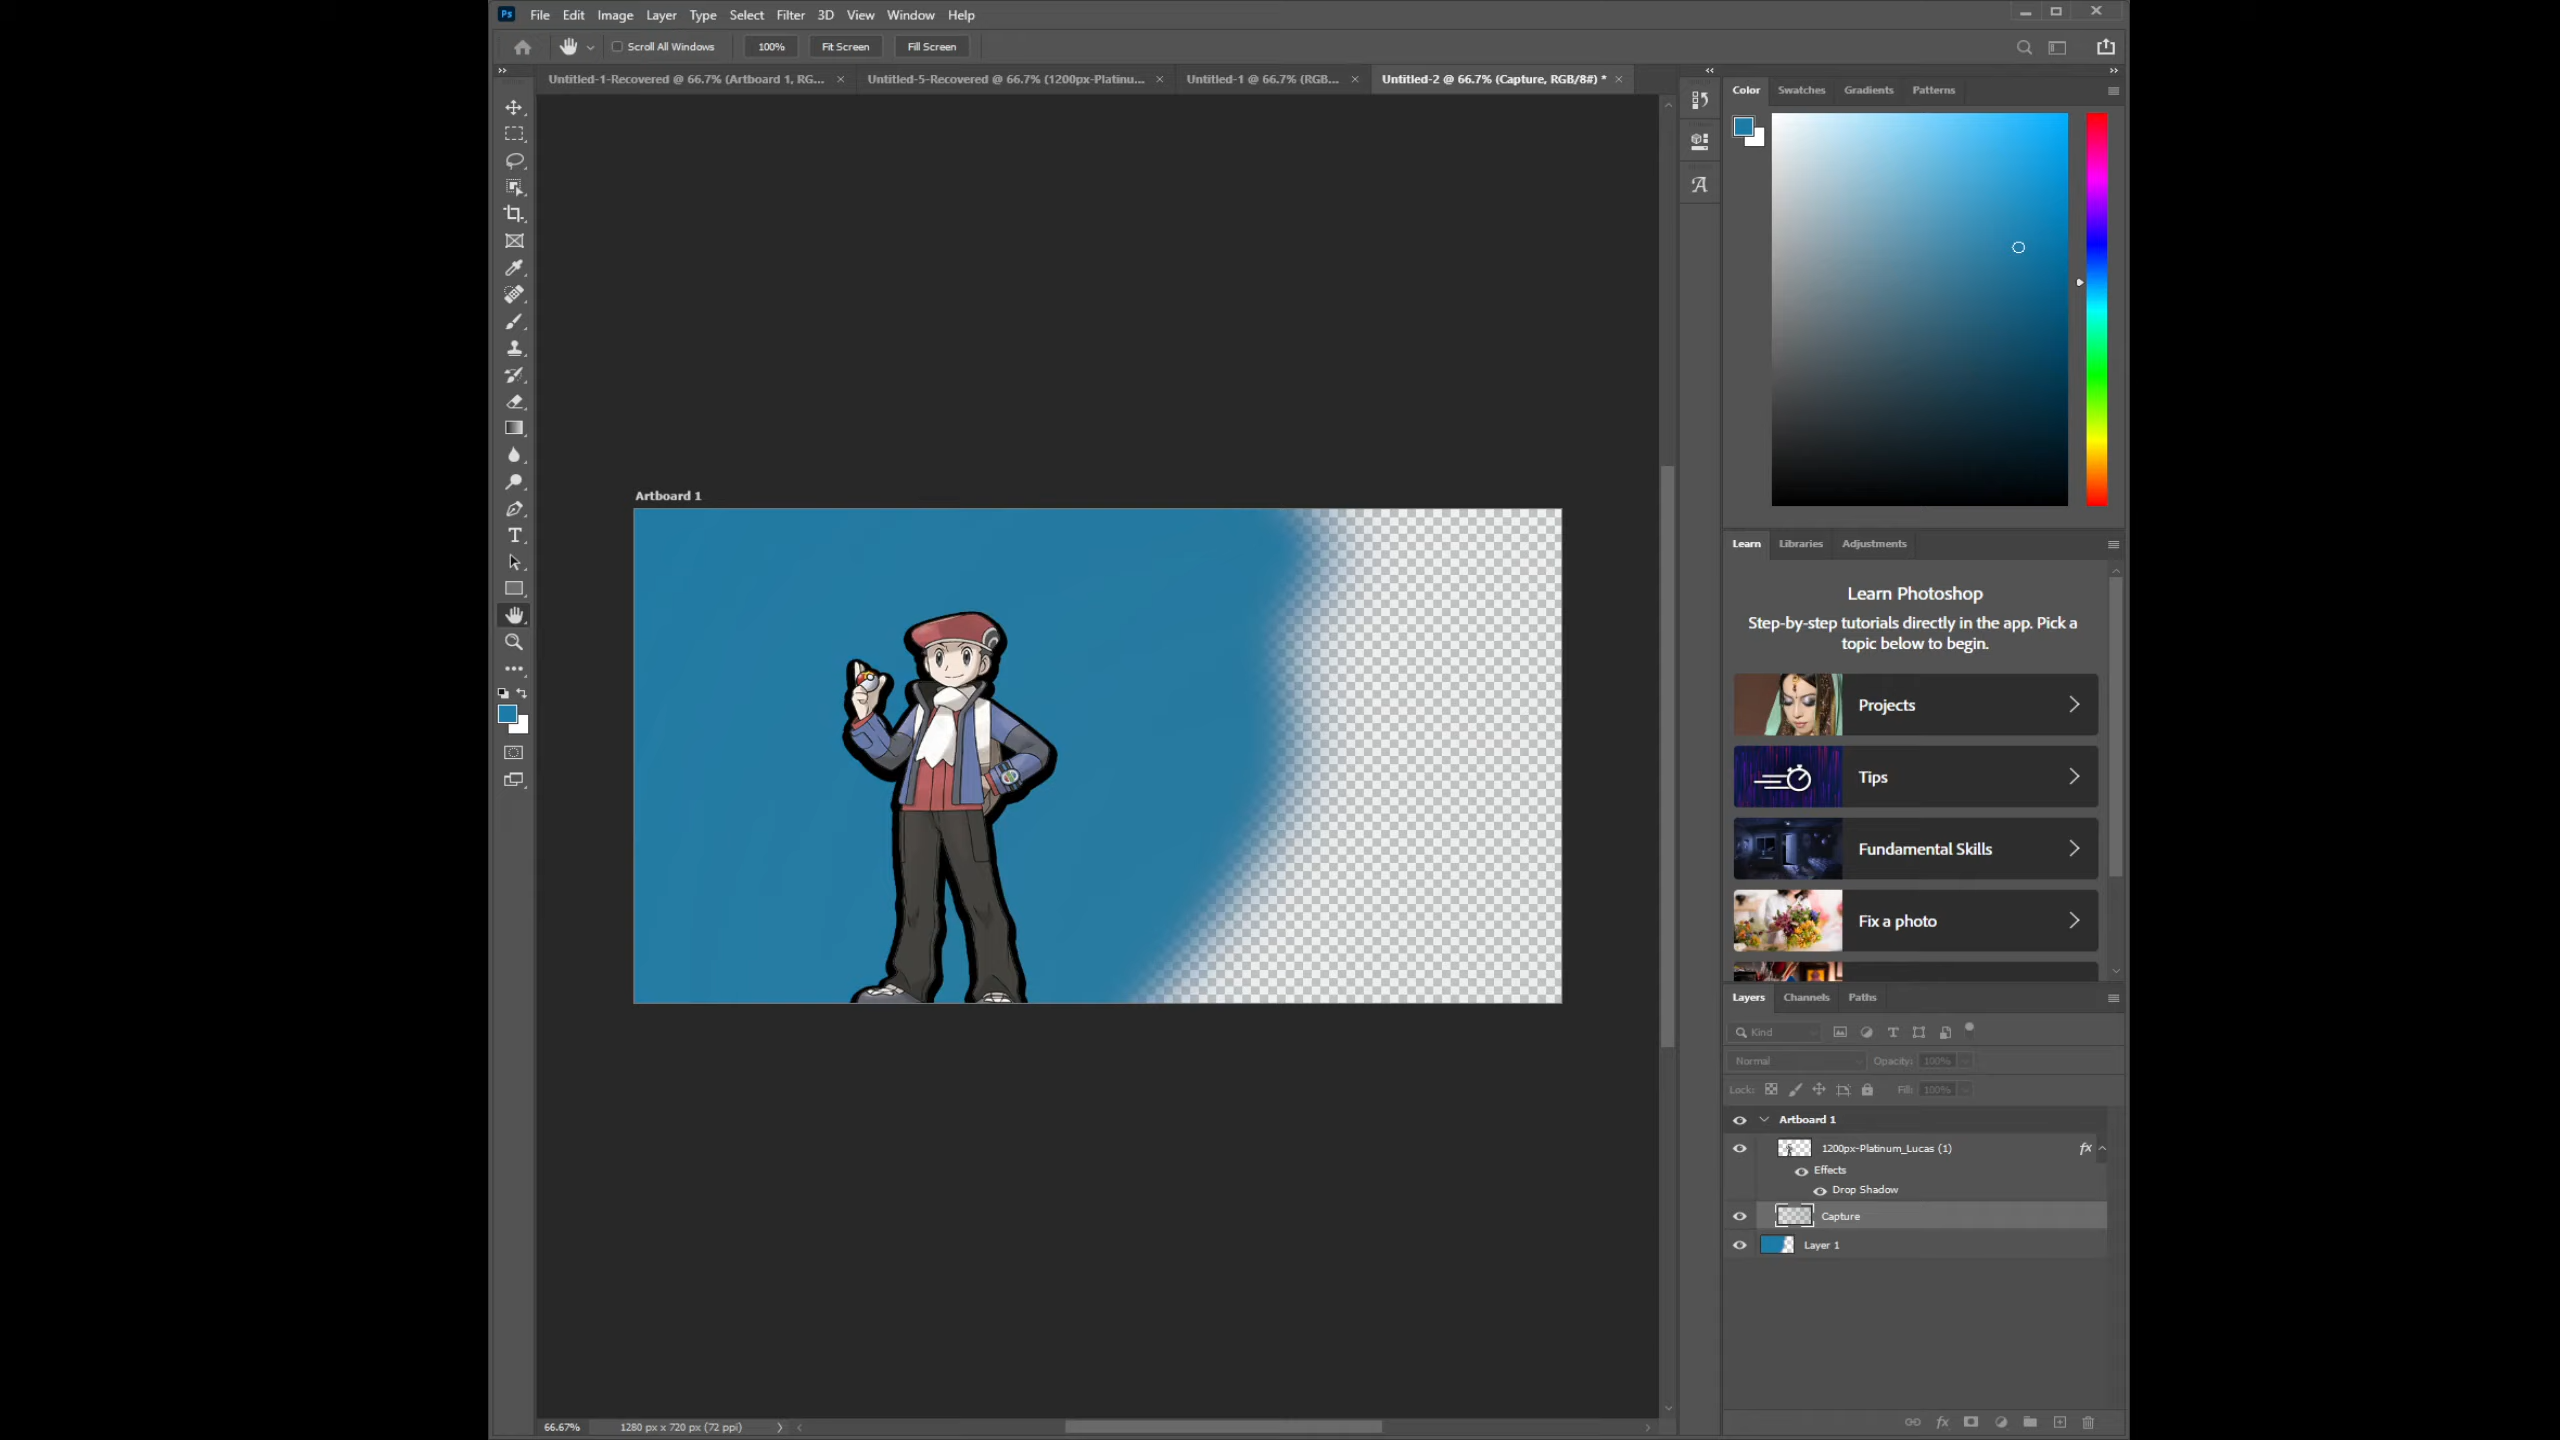 Ps File Edit Image Layer Type Select Filter 3D View Window Help
Scroll All Windows 100% Fit Screen Fill Screen
Untitled-1-Recovered @ 66.7% (Artboard 1, RG... × Untitled-5-Recovered @ 66.7% (1200px-Platinu... × Untitled-1 @ 66.7% (RGB... × Untitled-2 @ 66.7% (Capture, RGB/8#) * ×
Color Swatches Gradients Patterns
Artboard 1
Learn Libraries Adjustments
Learn Photoshop
Step-by-step tutorials directly in the app. Pick a
topic below to begin.
Projects
Tips
Fundamental Skills
Fix a photo
Layers Channels Paths
Kind
Normal Opacity: 100%
Lock: Fill: 100%
Artboard 1
1200px-Platinum_Lucas (1) fx
Effects
Drop Shadow
Capture
Layer 1
66.67% 1280 px x 720 px (72 ppi)
fx